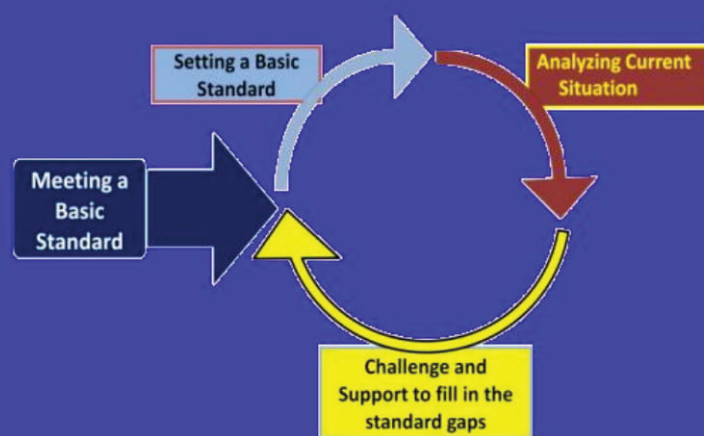 Setting a Basic
Standard
Analyzing Current
Situation
Meeting a
Basic
Standard
Challenge and
Support to fill in the
standard gaps